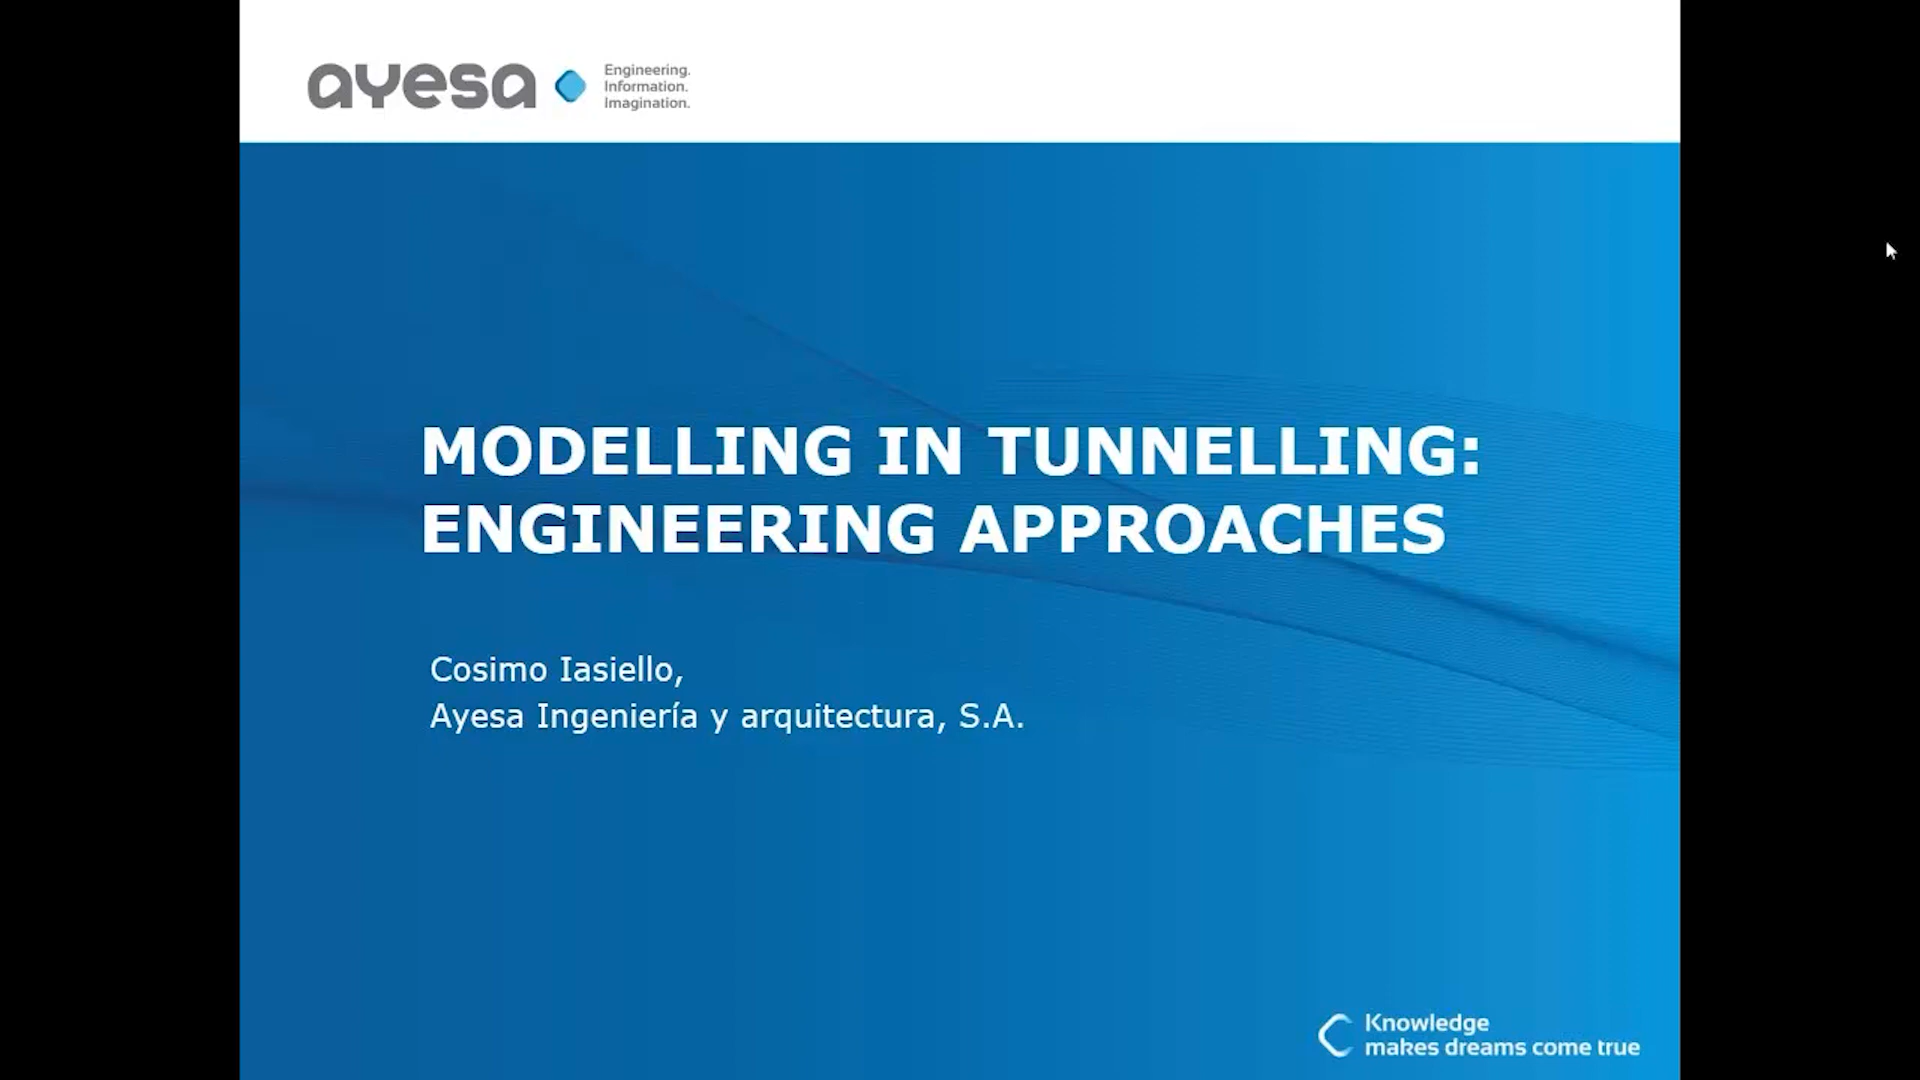 ayesa
Engineering.
Information.
Imagination.
MODELLING IN TUNNELLING:
ENGINEERING APPROACHES
Cosimo Iasiello,
Ayesa Ingeniería y arquitectura, S.A.
Knowledge
makes dreams come true